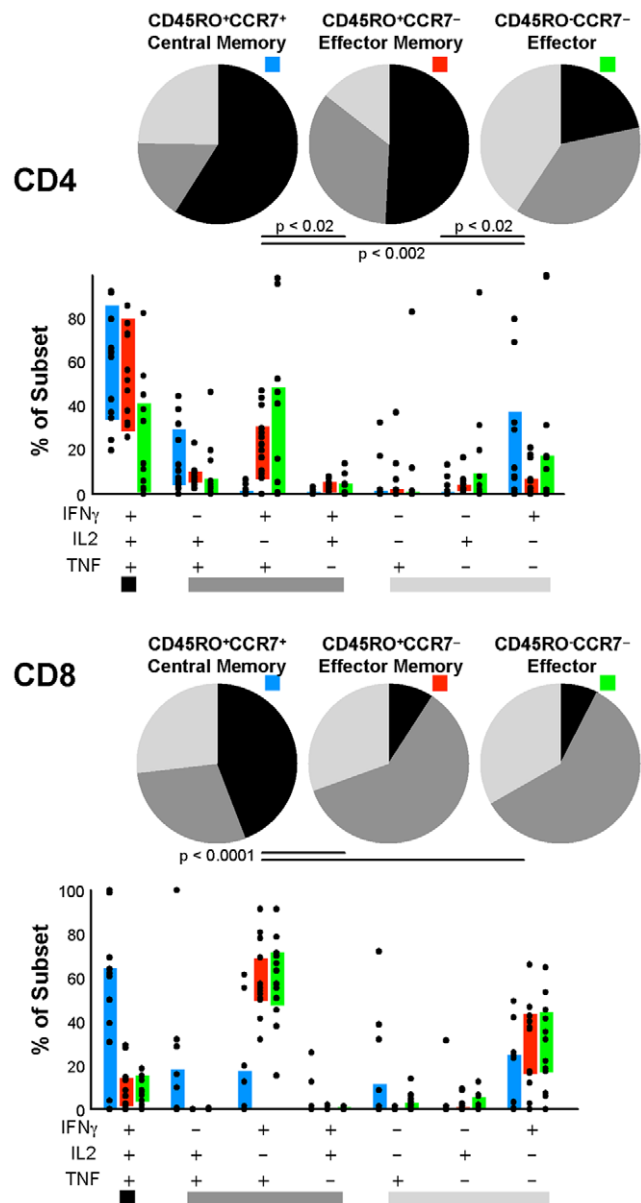 CD45RO⁺CCR7⁺ CD45RO⁺CCR7⁻ CD45RO⁻CCR7⁻
Central Memory Effector Memory Effector
CD4
p < 0.02 p < 0.02
p < 0.002
% of Subset
80
60
40
20
0
IFNγ + − + + − − +
IL2 + + − + − + −
TNF + + + − + − −
CD45RO⁺CCR7⁺ CD45RO⁺CCR7⁻ CD45RO⁻CCR7⁻
Central Memory Effector Memory Effector
CD8
p < 0.0001
% of Subset
100
80
60
40
20
0
IFNγ + − + + − − +
IL2 + + − + − + −
TNF + + + − + − −